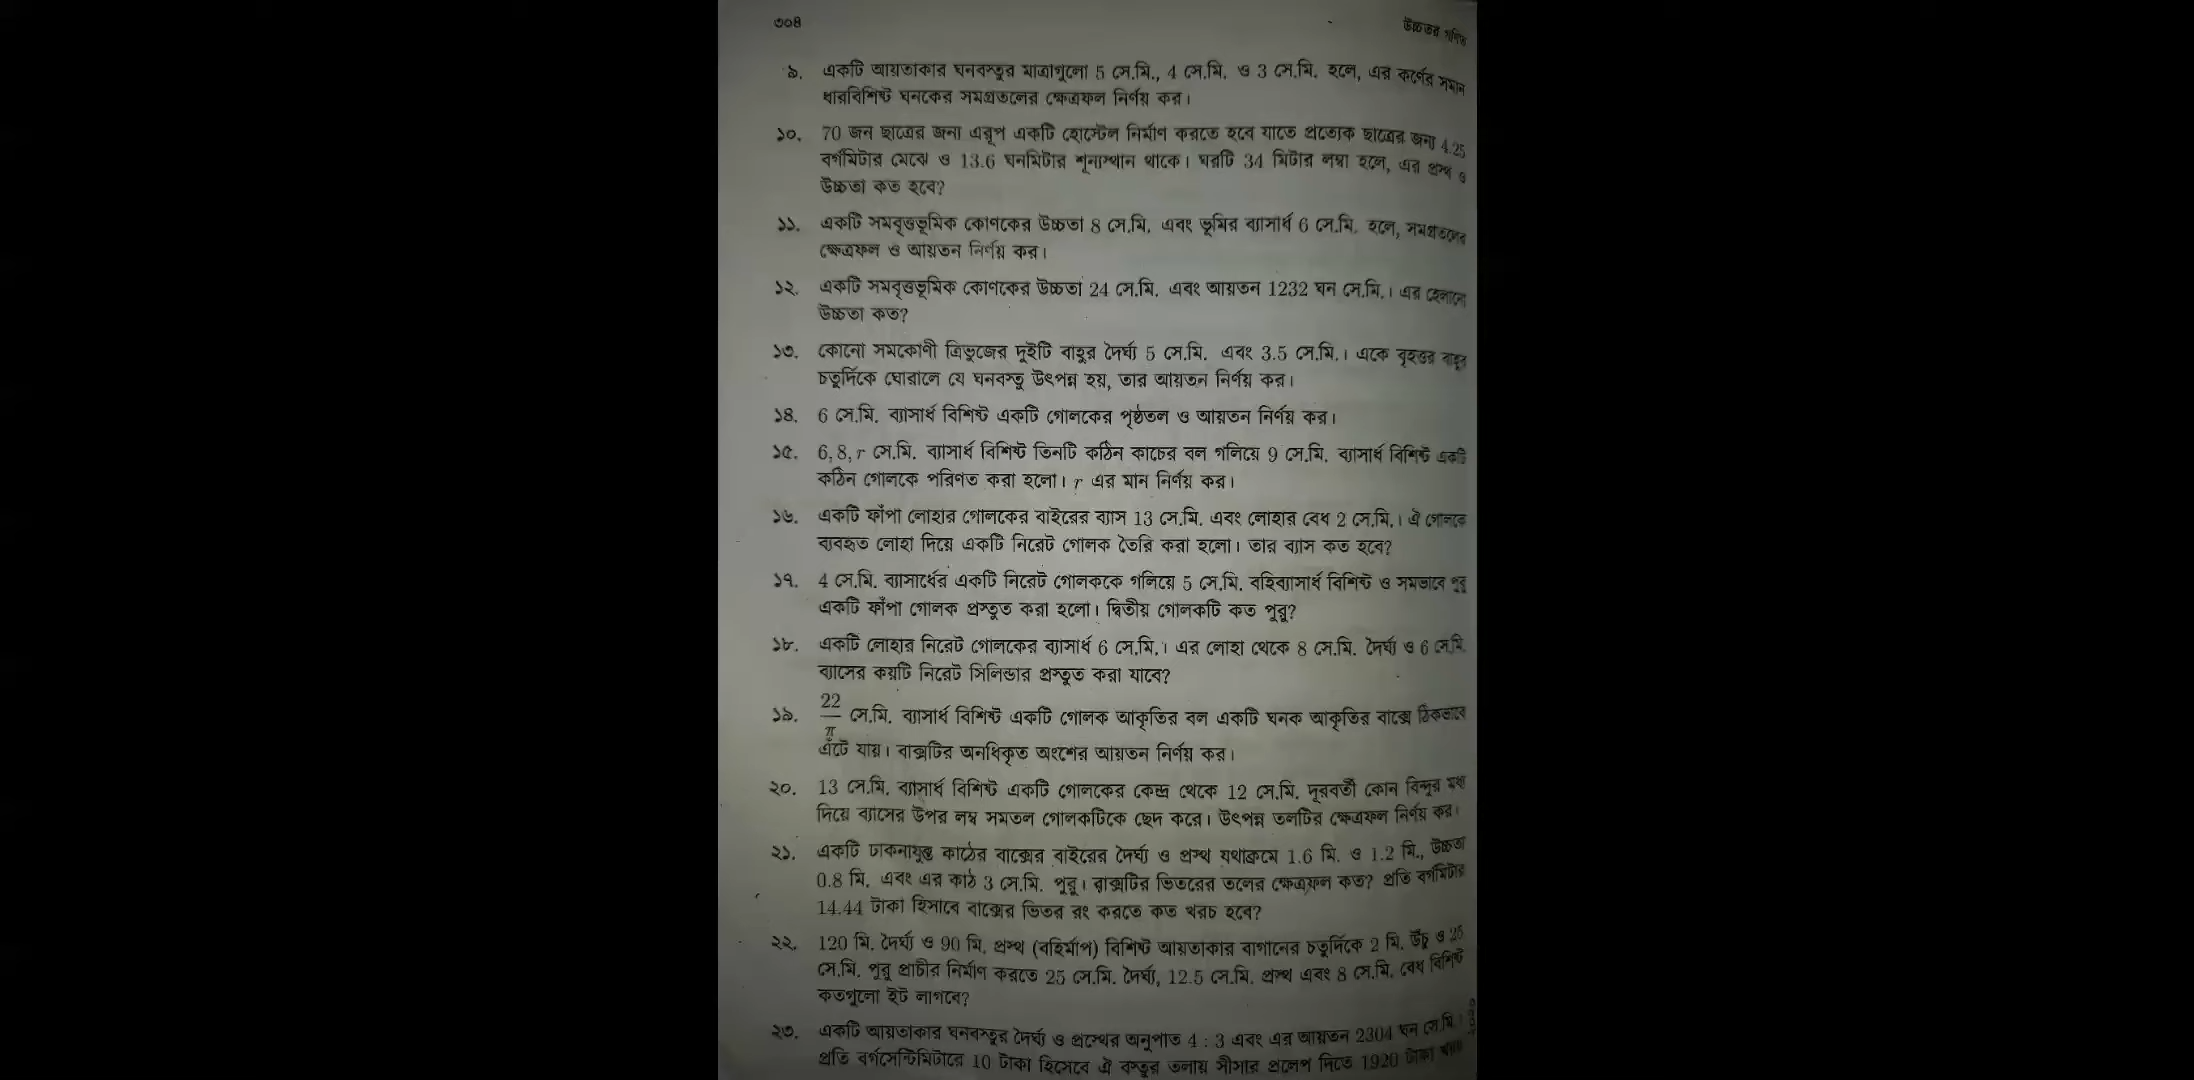 ৩০৪
উচ্চতর গণিত
৯. একটি আয়তাকার ঘনবস্তুর মাত্রাগুলো 5 সে.মি., 4 সে.মি. ও 3 সে.মি. হলে, এর কর্ণের সমান
ধারবিশিষ্ট ঘনকের সমগ্রতলের ক্ষেত্রফল নির্ণয় কর।
১০. 70 জন ছাত্রের জন্য এরূপ একটি হোস্টেল নির্মাণ করতে হবে যাতে প্রত্যেক ছাত্রের জন্য 4.25
বর্গমিটার মেঝে ও 13.6 ঘনমিটার শূন্যস্থান থাকে। ঘরটি 34 মিটার লম্বা হলে, এর প্রস্থ ও
উচ্চতা কত হবে?
১১. একটি সমবৃত্তভূমিক কোণকের উচ্চতা 8 সে.মি. এবং ভূমির ব্যাসার্ধ 6 সে.মি. হলে, সমগ্রতলের
ক্ষেত্রফল ও আয়তন নির্ণয় কর।
১২. একটি সমবৃত্তভূমিক কোণকের উচ্চতা 24 সে.মি. এবং আয়তন 1232 ঘন সে.মি.। এর হেলানো
উচ্চতা কত?
১৩. কোনো সমকোণী ত্রিভুজের দুইটি বাহুর দৈর্ঘ্য 5 সে.মি. এবং 3.5 সে.মি.। একে বৃহত্তর বাহুর
চতুর্দিকে ঘোরালে যে ঘনবস্তু উৎপন্ন হয়, তার আয়তন নির্ণয় কর।
১৪. 6 সে.মি. ব্যাসার্ধ বিশিষ্ট একটি গোলকের পৃষ্ঠতল ও আয়তন নির্ণয় কর।
১৫. 6, 8, r সে.মি. ব্যাসার্ধ বিশিষ্ট তিনটি কঠিন কাচের বল গলিয়ে 9 সে.মি. ব্যাসার্ধ বিশিষ্ট একটি
কঠিন গোলকে পরিণত করা হলো। r এর মান নির্ণয় কর।
১৬. একটি ফাঁপা লোহার গোলকের বাইরের ব্যাস 13 সে.মি. এবং লোহার বেধ 2 সে.মি.। ঐ গোলকে
ব্যবহৃত লোহা দিয়ে একটি নিরেট গোলক তৈরি করা হলো। তার ব্যাস কত হবে?
১৭. 4 সে.মি. ব্যাসার্ধের একটি নিরেট গোলককে গলিয়ে 5 সে.মি. বহির্ব্যাসার্ধ বিশিষ্ট ও সমভাবে পুরু
একটি ফাঁপা গোলক প্রস্তুত করা হলো। দ্বিতীয় গোলকটি কত পুরু?
১৮. একটি লোহার নিরেট গোলকের ব্যাসার্ধ 6 সে.মি.। এর লোহা থেকে 8 সে.মি. দৈর্ঘ্য ও 6 সে.মি.
ব্যাসের কয়টি নিরেট সিলিন্ডার প্রস্তুত করা যাবে?
১৯. 22/π সে.মি. ব্যাসার্ধ বিশিষ্ট একটি গোলক আকৃতির বল একটি ঘনক আকৃতির বাক্সে ঠিকভাবে
এঁটে যায়। বাক্সটির অনধিকৃত অংশের আয়তন নির্ণয় কর।
২০. 13 সে.মি. ব্যাসার্ধ বিশিষ্ট একটি গোলকের কেন্দ্র থেকে 12 সে.মি. দূরবর্তী কোন বিন্দুর মধ্য
দিয়ে ব্যাসের উপর লম্ব সমতল গোলকটিকে ছেদ করে। উৎপন্ন তলটির ক্ষেত্রফল নির্ণয় কর।
২১. একটি ঢাকনাযুক্ত কাঠের বাক্সের বাইরের দৈর্ঘ্য ও প্রস্থ যথাক্রমে 1.6 মি. ও 1.2 মি., উচ্চতা
0.8 মি. এবং এর কাঠ 3 সে.মি. পুরু। বাক্সটির ভিতরের তলের ক্ষেত্রফল কত? প্রতি বর্গমিটার
14.44 টাকা হিসাবে বাক্সের ভিতর রং করতে কত খরচ হবে?
২২. 120 মি. দৈর্ঘ্য ও 90 মি. প্রস্থ (বহির্মাপ) বিশিষ্ট আয়তাকার বাগানের চতুর্দিকে 2 মি. উঁচু ও 25
সে.মি. পুরু প্রাচীর নির্মাণ করতে 25 সে.মি. দৈর্ঘ্য, 12.5 সে.মি. প্রস্থ এবং 8 সে.মি. বেধ বিশিষ্ট
কতগুলো ইট লাগবে?
২৩. একটি আয়তাকার ঘনবস্তুর দৈর্ঘ্য ও প্রস্থের অনুপাত 4 : 3 এবং এর আয়তন 2304 ঘন সে.মি.।
প্রতি বর্গসেন্টিমিটারে 10 টাকা হিসেবে ঐ বস্তুর তলায় সীসার প্রলেপ দিতে 1920 টাকা খরচ